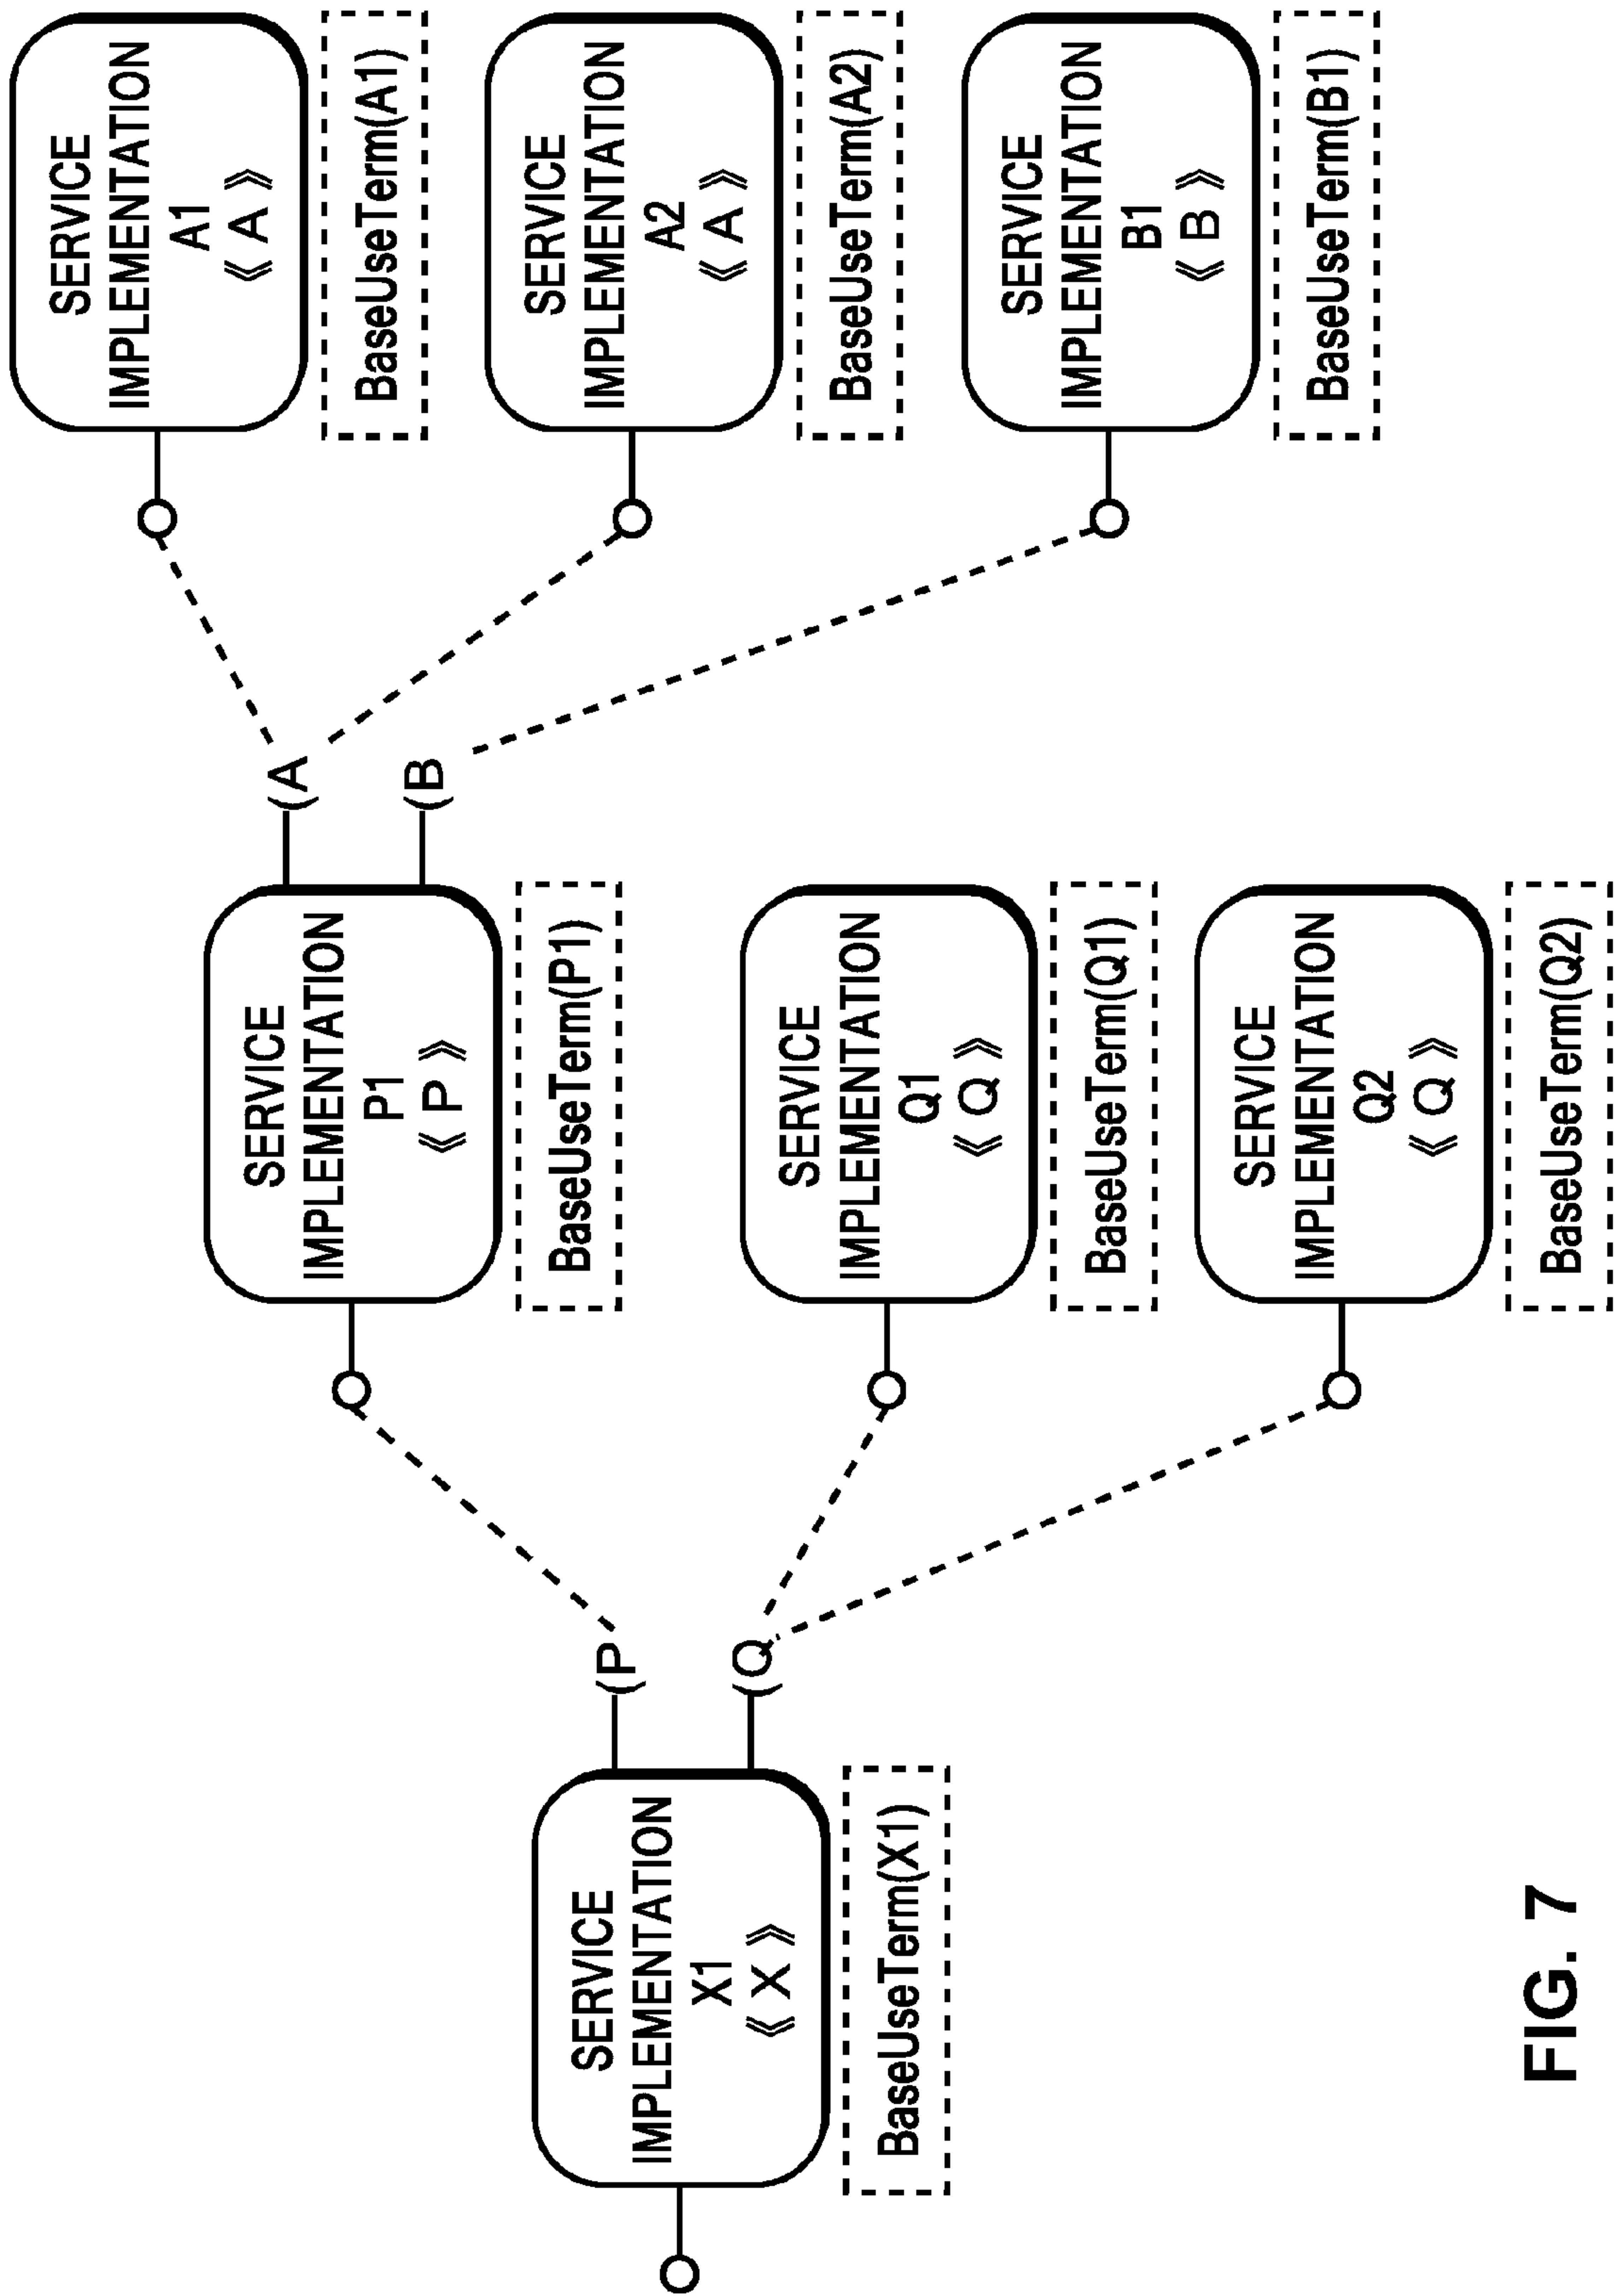 SERVICE
IMPLEMENTATION
X1
《 X 》
BaseUseTerm(X1)
(P
(Q
SERVICE
IMPLEMENTATION
P1
《 P 》
BaseUseTerm(P1)
SERVICE
IMPLEMENTATION
Q1
《 Q 》
BaseUseTerm(Q1)
SERVICE
IMPLEMENTATION
Q2
《 Q 》
BaseUseTerm(Q2)
(A
(B
SERVICE
IMPLEMENTATION
A1
《 A 》
BaseUseTerm(A1)
SERVICE
IMPLEMENTATION
A2
《 A 》
BaseUseTerm(A2)
SERVICE
IMPLEMENTATION
B1
《 B 》
BaseUseTerm(B1)
FIG. 7